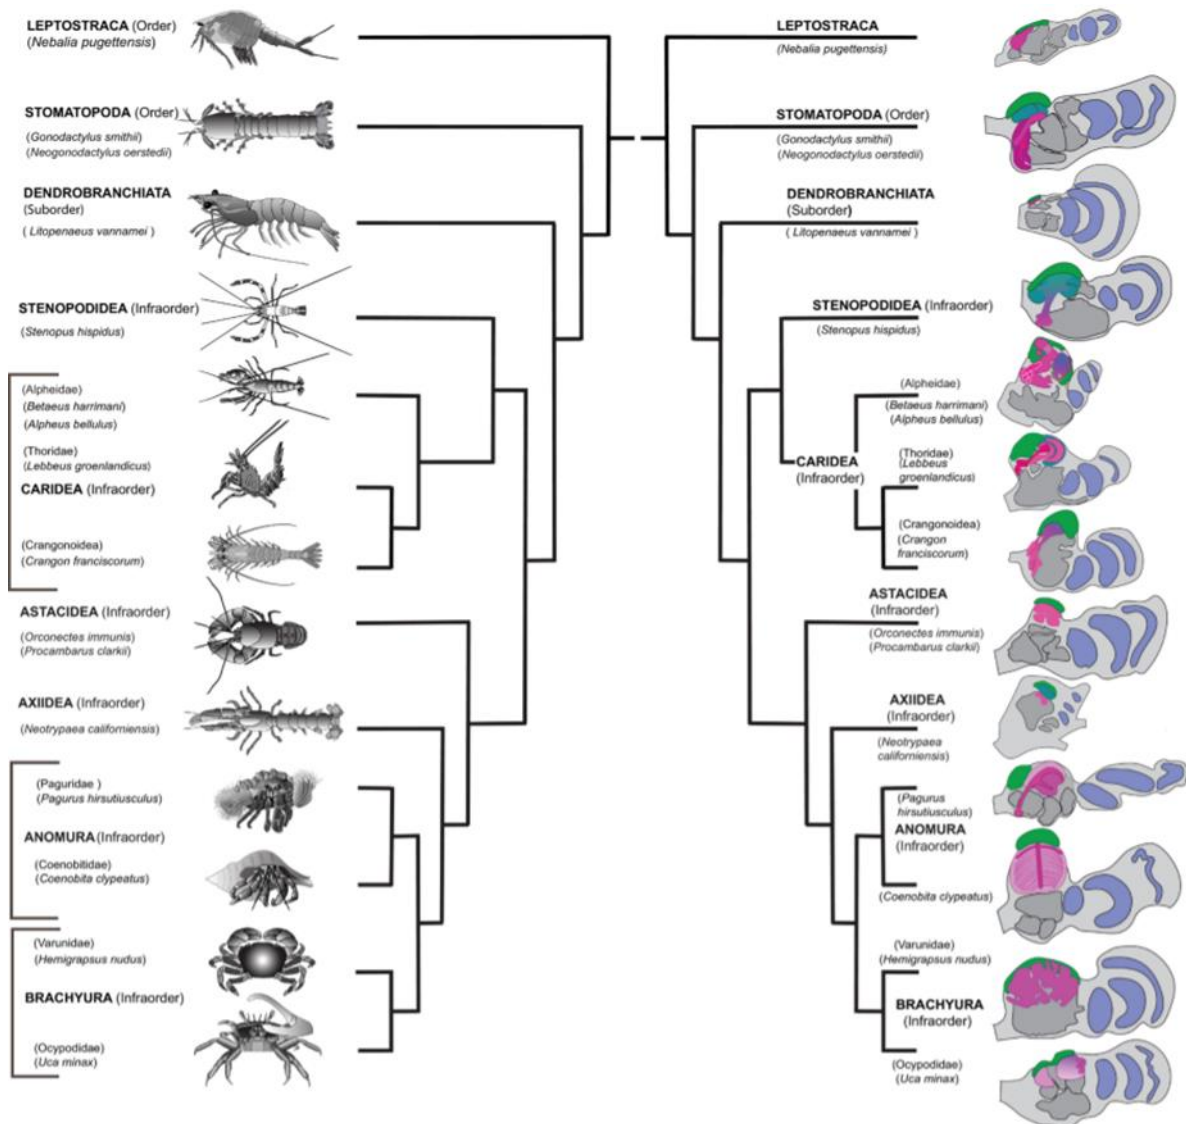 LEPTOSTRACA (Order)
(Nebalia pugettensis)
STOMATOPODA (Order)
(Gonodactylus smithii)
(Neogonodactylus oerstedii)
DENDROBRANCHIATA
(Suborder)
( Litopenaeus vannamei )
STENOPODIDEA (Infraorder)
(Stenopus hispidus)
(Alpheidae)
(Betaeus harrimani)
(Alpheus bellulus)
(Thoridae)
(Lebbeus groenlandicus)
CARIDEA (Infraorder)
(Crangonoidea)
(Crangon franciscorum)
ASTACIDEA (Infraorder)
(Orconectes immunis)
(Procambarus clarkii)
AXIIDEA (Infraorder)
(Neotrypaea californiensis)
(Paguridae )
(Pagurus hirsutiusculus)
ANOMURA (Infraorder)
(Coenobitidae)
(Coenobita clypeatus)
(Varunidae)
(Hemigrapsus nudus)
BRACHYURA (Infraorder)
(Ocypodidae)
(Uca minax)
LEPTOSTRACA
(Nebalia pugettensis)
STOMATOPODA (Order)
(Gonodactylus smithii)
(Neogonodactylus oerstedii)
DENDROBRANCHIATA
(Suborder)
( Litopenaeus vannamei )
STENOPODIDEA (Infraorder)
(Stenopus hispidus)
(Alpheidae)
(Betaeus harrimani)
(Alpheus bellulus)
(Thoridae)
(Lebbeus
groenlandicus)
CARIDEA
(Infraorder)
(Crangonoidea)
(Crangon
franciscorum)
ASTACIDEA
(Infraorder)
(Orconectes immunis)
(Procambarus clarkii)
AXIIDEA
(Infraorder)
(Neotrypaea
californiensis)
(Pagurus
hirsutiusculus)
ANOMURA
(Infraorder)
(Coenobita clypeatus)
(Varunidae)
(Hemigrapsus nudus)
BRACHYURA
(Infraorder)
(Ocypodidae)
(Uca minax)